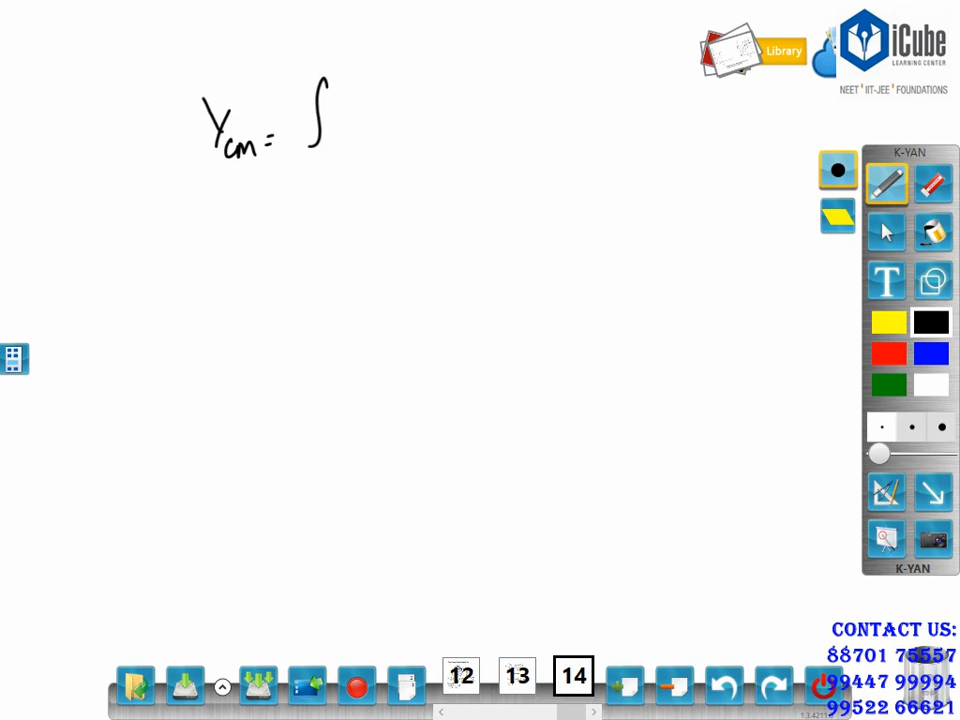 Library
iCube
LEARNING CENTER
NEET ' IIT-JEE ' FOUNDATIONS
Y_cm = ∫
K-YAN
T
K-YAN
CONTACT US:
88701 75557
99447 99994
99522 66621
12 13 14